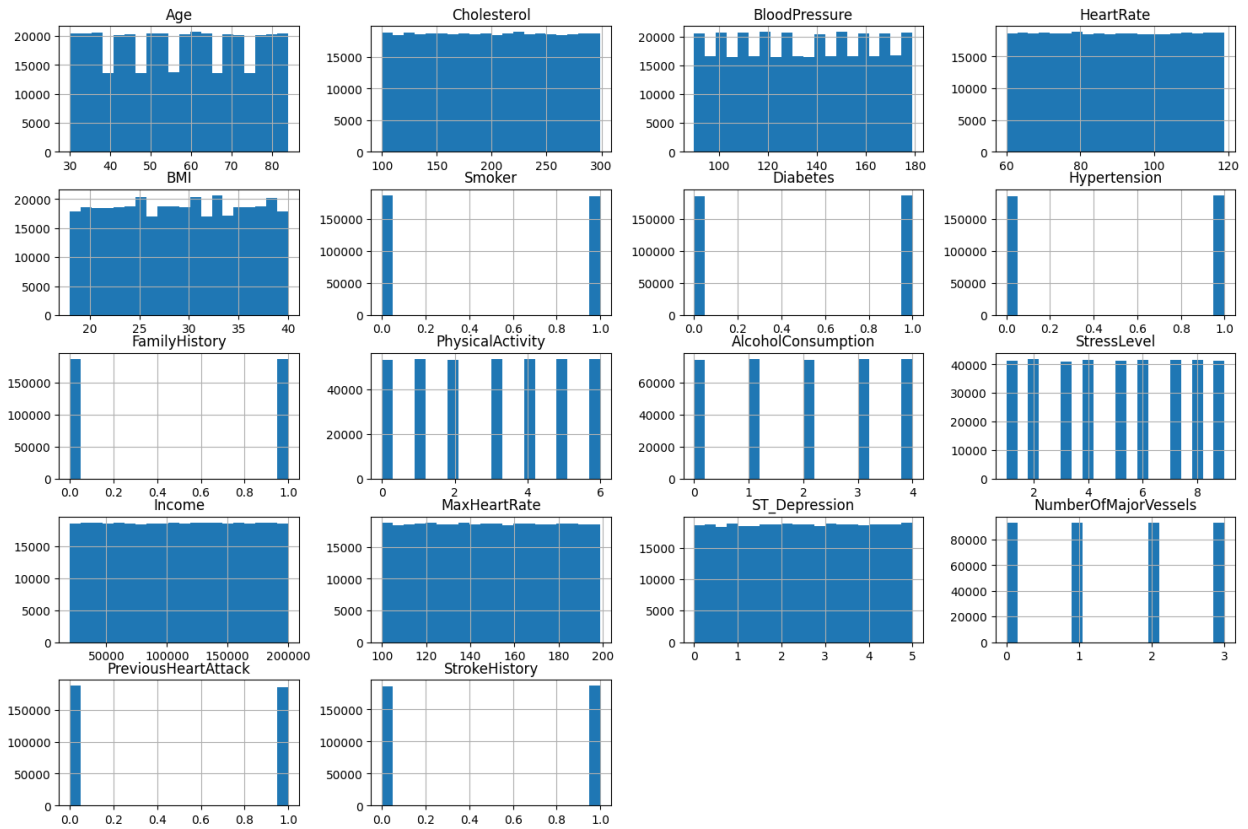 Age
20000
15000
10000
5000
0
30 40 50 60 70 80
Cholesterol
15000
10000
5000
0
100 150 200 250 300
BloodPressure
20000
15000
10000
5000
0
100 120 140 160 180
HeartRate
15000
10000
5000
0
60 80 100 120
BMI
20000
15000
10000
5000
0
20 25 30 35 40
Smoker
150000
100000
50000
0
0.0 0.2 0.4 0.6 0.8 1.0
Diabetes
150000
100000
50000
0
0.0 0.2 0.4 0.6 0.8 1.0
Hypertension
150000
100000
50000
0
0.0 0.2 0.4 0.6 0.8 1.0
FamilyHistory
150000
100000
50000
0
0.0 0.2 0.4 0.6 0.8 1.0
PhysicalActivity
40000
20000
0
0 2 4 6
AlcoholConsumption
60000
40000
20000
0
0 1 2 3 4
StressLevel
40000
30000
20000
10000
0
2 4 6 8
Income
15000
10000
5000
0
50000 100000 150000 200000
MaxHeartRate
15000
10000
5000
0
100 120 140 160 180 200
ST_Depression
15000
10000
5000
0
0 1 2 3 4 5
NumberOfMajorVessels
80000
60000
40000
20000
0
0 1 2 3
PreviousHeartAttack
150000
100000
50000
0
0.0 0.2 0.4 0.6 0.8 1.0
StrokeHistory
150000
100000
50000
0
0.0 0.2 0.4 0.6 0.8 1.0